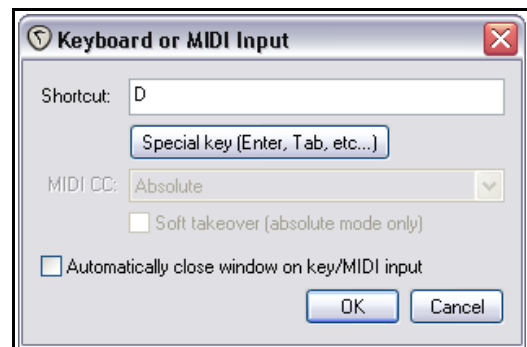 Keyboard or MIDI Input
Shortcut: D
Special key (Enter, Tab, etc...)
MIDI CC: Absolute
Soft takeover (absolute mode only)
Automatically close window on key/MIDI input
OK Cancel